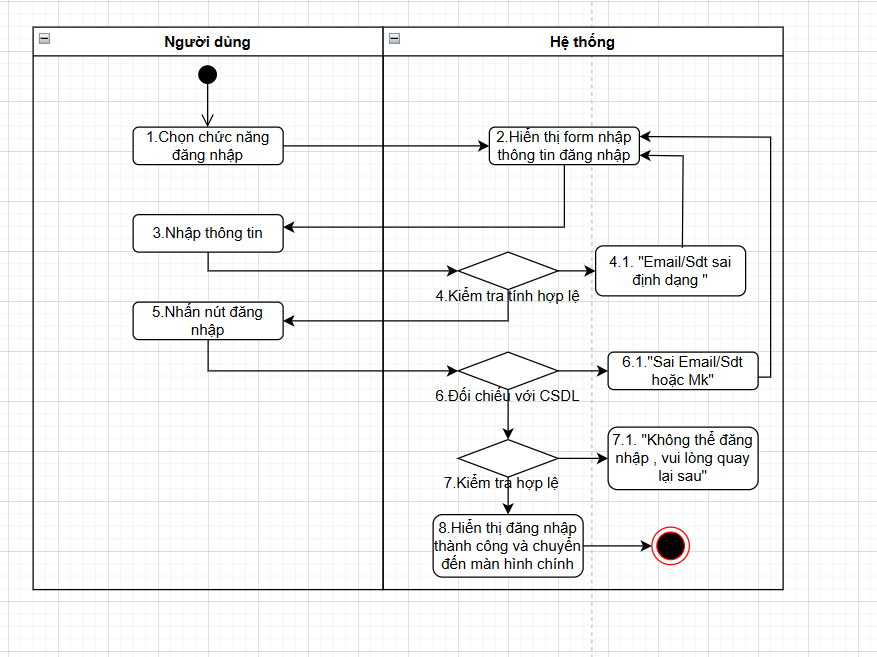 Người dùng
Hệ thống
1.Chọn chức năng
đăng nhập
2.Hiển thị form nhập
thông tin đăng nhập
3.Nhập thông tin
4.Kiểm tra tính hợp lệ
4.1. "Email/Sdt sai
định dạng "
5.Nhấn nút đăng
nhập
6.Đối chiếu với CSDL
6.1."Sai Email/Sdt
hoặc Mk"
7.Kiểm tra hợp lệ
7.1. "Không thể đăng
nhập , vui lòng quay
lại sau"
8.Hiển thị đăng nhập
thành công và chuyển
đến màn hình chính